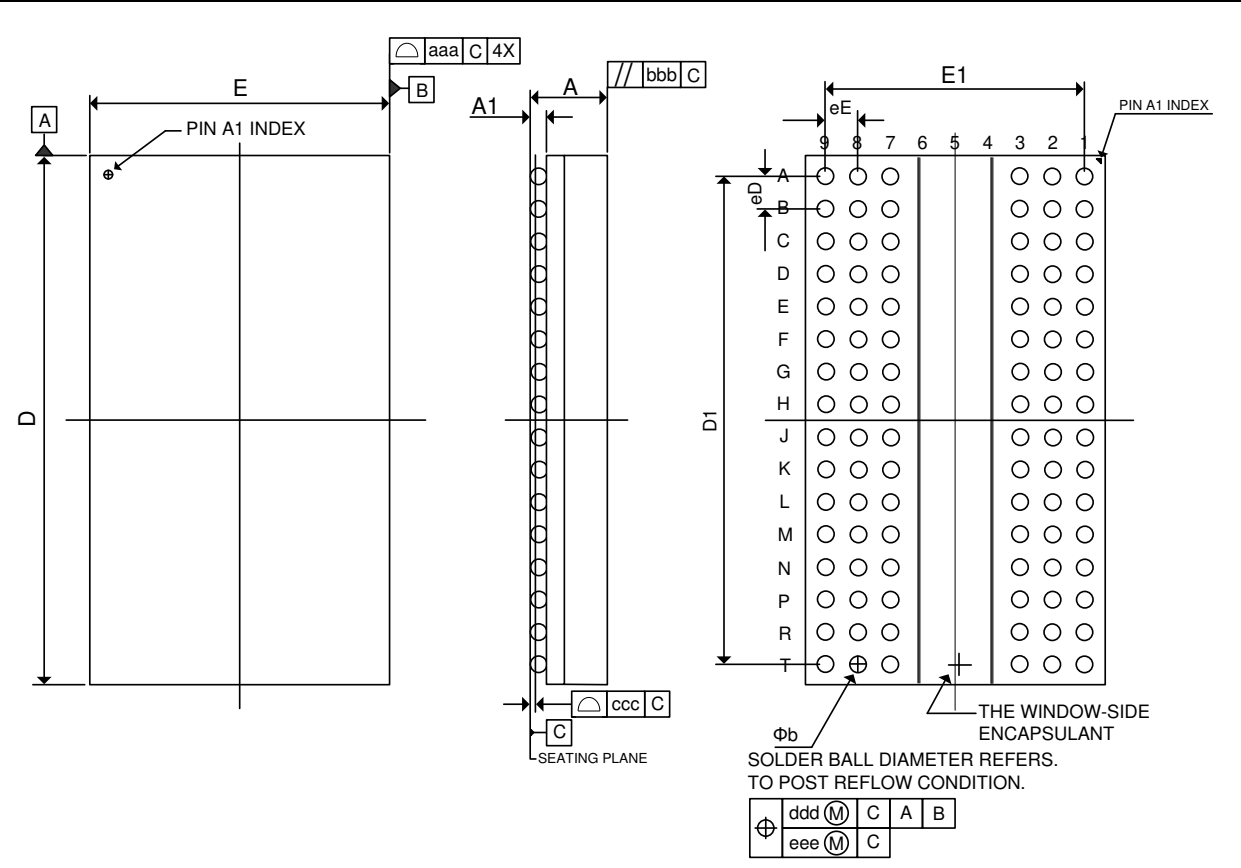 aaa C 4X
// bbb C
E
B
A
A1
E1
A
PIN A1 INDEX
eE
PIN A1 INDEX
9 8 7 6 5 4 3 2 1
A
eD
B
C
D
E
F
G
H
D
D1
J
K
L
M
N
P
R
T
ccc C
C
SEATING PLANE
THE WINDOW-SIDE
ENCAPSULANT
Φb
SOLDER BALL DIAMETER REFERS.
TO POST REFLOW CONDITION.
ddd Ⓜ C A B
eee Ⓜ C